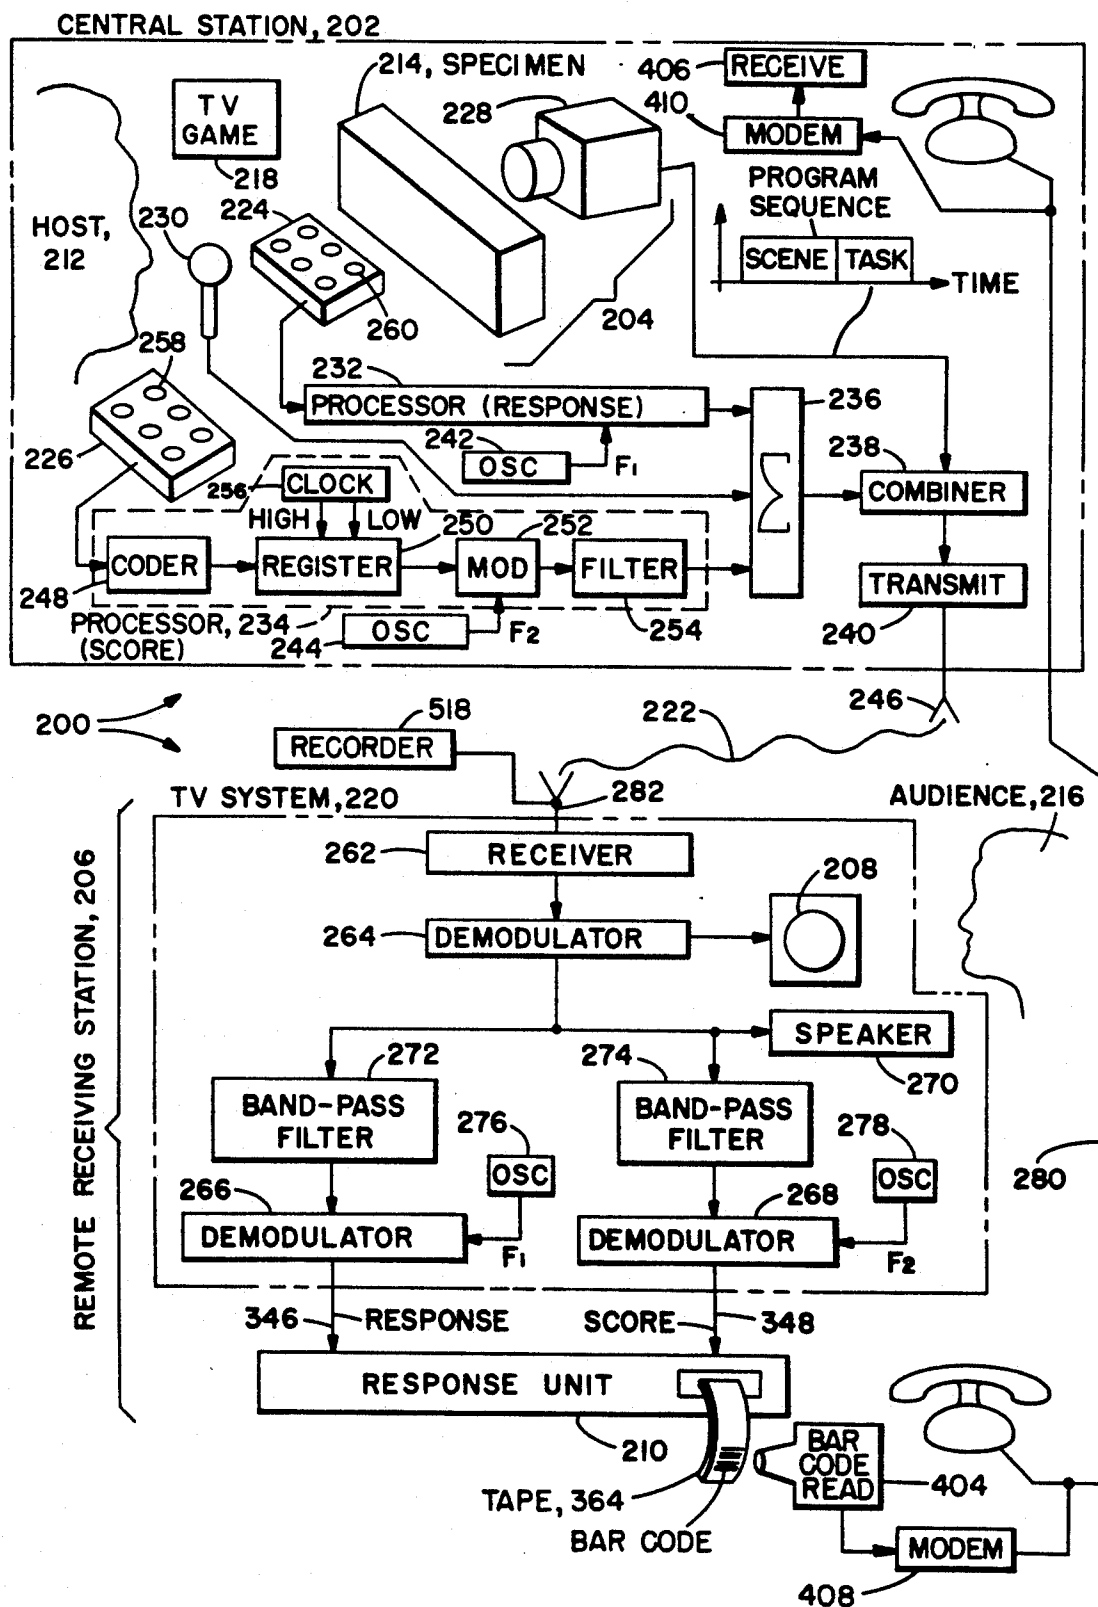 CENTRAL STATION, 202
TV
GAME
218
214, SPECIMEN
228
406
RECEIVE
410
MODEM
PROGRAM
SEQUENCE
SCENE
TASK
TIME
HOST,
212
230
224
260
204
258
226
232
PROCESSOR (RESPONSE)
242
OSC
F1
236
238
COMBINER
256
CLOCK
HIGH
LOW
250
252
CODER
REGISTER
MOD
FILTER
TRANSMIT
248
PROCESSOR, 234
(SCORE)
244
OSC
F2
254
240
200
518
RECORDER
222
246
282
TV SYSTEM, 220
AUDIENCE, 216
REMOTE RECEIVING STATION, 206
262
RECEIVER
208
264
DEMODULATOR
SPEAKER
270
272
BAND-PASS
FILTER
274
BAND-PASS
FILTER
276
OSC
278
OSC
280
266
DEMODULATOR
F1
268
DEMODULATOR
F2
346
RESPONSE
SCORE
348
RESPONSE UNIT
210
TAPE, 364
BAR CODE
BAR
CODE
READ
404
MODEM
408